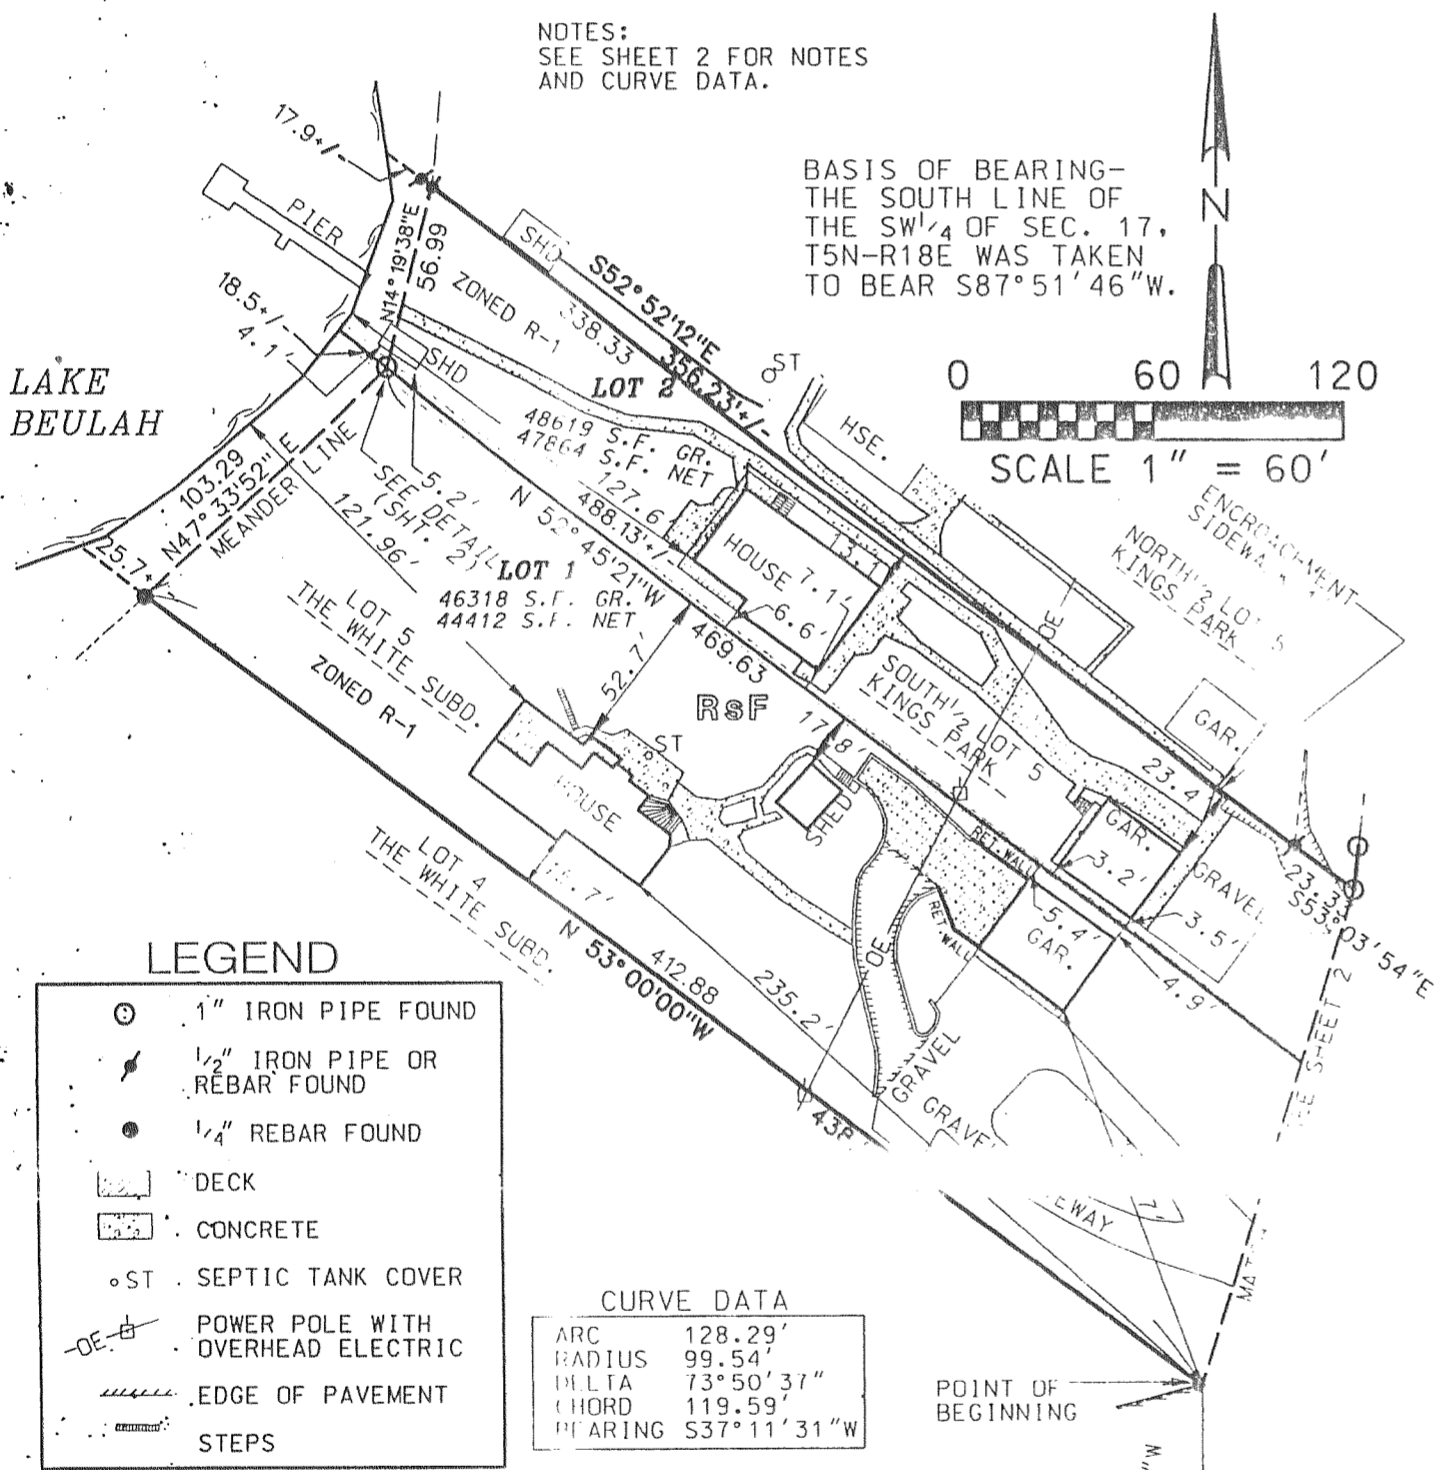 NOTES:
SEE SHEET 2 FOR NOTES
AND CURVE DATA.
BASIS OF BEARING-
THE SOUTH LINE OF
THE SW1/4 OF SEC. 17,
T5N-R18E WAS TAKEN
TO BEAR S87°51'46"W.
N
0 60 120
SCALE 1" = 60'
17.9+/-
PIER
N14°19'38"E
56.99
SHD
S52°52'12"E
338.33
356.23'+/-
ZONED R-1
LOT 2
48619 S.F. GR.
47864 S.F. NET
18.5+/-
4.1'
SHD
LAKE
BEULAH
103.29
N47°33'52"E
MEANDER LINE
25.7+
5.2'
SEE DETAIL
(SHT. 2)
121.96'
127.6
488.13'+/-
N 52°45'21"W
469.63
LOT 1
46318 S.F. GR.
44412 S.F. NET
LOT 5
THE WHITE SUBD.
ZONED R-1
52.7'
ST
HSE.
HOUSE
13.1
7.1'
6.6'
OE
NORTH1/2 LOT 5
KINGS PARK
ENCROACHMENT
GAR.
SOUTH1/2 LOT 5
KINGS PARK
RSF
17.8'
ST
HOUSE
SHED
23.4
GAR.
3.2'
RET.WALL
GRAVEL
3.5'
23.33
S53°03'54"E
5.4'
GAR.
4.9'
RET.WALL
OE
LOT 4
THE WHITE SUBD.
N 53°00'00"W
412.88
235.2'
GRAVEL
SHEET 2
POINT OF
BEGINNING
LEGEND
1" IRON PIPE FOUND
1/2" IRON PIPE OR
REBAR FOUND
1/4" REBAR FOUND
DECK
CONCRETE
ST SEPTIC TANK COVER
OE POWER POLE WITH
OVERHEAD ELECTRIC
EDGE OF PAVEMENT
STEPS
CURVE DATA
ARC 128.29'
RADIUS 99.54'
DELTA 73°50'37"
CHORD 119.59'
BEARING S37°11'31"W